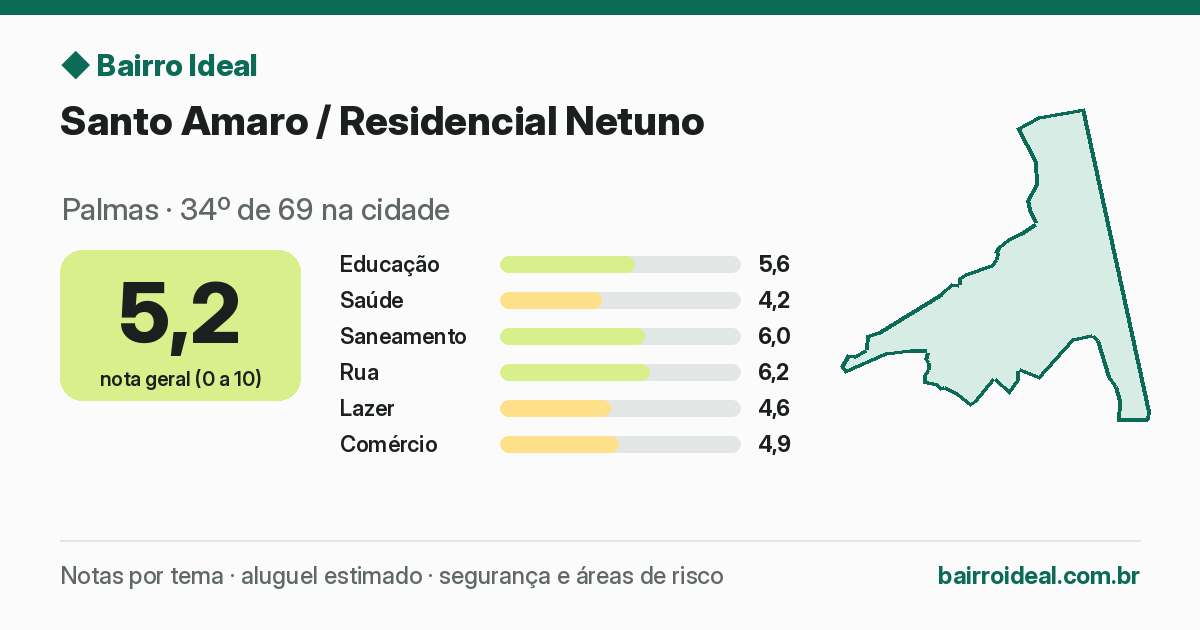 Bairro Ideal
Santo Amaro / Residencial Netuno
Palmas · 34º de 69 na cidade
5,2
nota geral (0 a 10)
Educação 5,6
Saúde 4,2
Saneamento 6,0
Rua 6,2
Lazer 4,6
Comércio 4,9
Notas por tema · aluguel estimado · segurança e áreas de risco
bairroideal.com.br